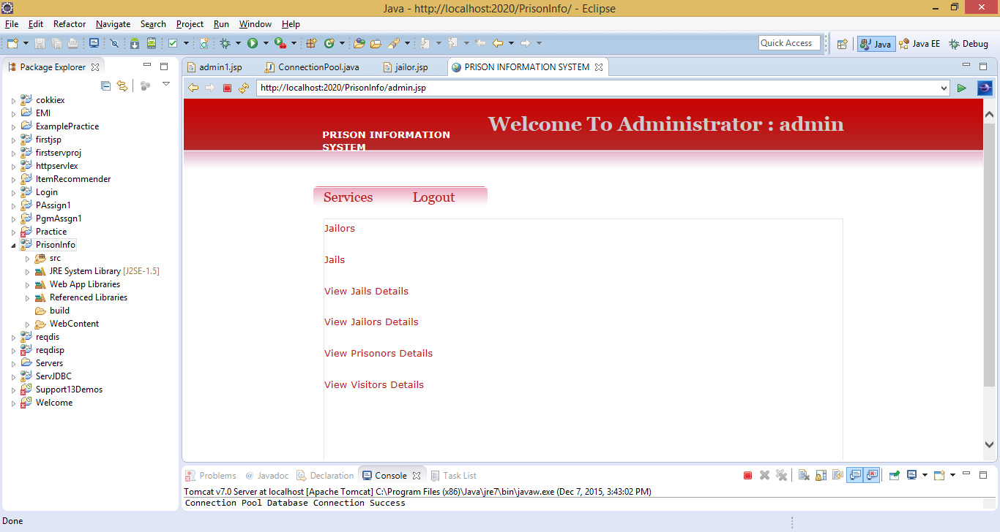 Java - http://localhost:2020/PrisonInfo/ - Eclipse
File Edit Refactor Navigate Search Project Run Window Help
Quick Access Java Java EE Debug
Package Explorer
admin1.jsp ConnectionPool.java jailor.jsp PRISON INFORMATION SYSTEM
http://localhost:2020/PrisonInfo/admin.jsp
cokkiex
EMI
ExamplePractice
firstjsp
firstservproj
httpservlex
ItemRecommender
Login
PAssign1
PgmAssgn1
Practice
PrisonInfo
src
JRE System Library [J2SE-1.5]
Web App Libraries
Referenced Libraries
build
WebContent
reqdis
reqdisp
Servers
ServJDBC
Support13Demos
Welcome
Welcome To Administrator : admin
PRISON INFORMATION
SYSTEM
Services Logout
Jailors
Jails
View Jails Details
View Jailors Details
View Prisonors Details
View Visitors Details
Problems @ Javadoc Declaration Console Task List
Tomcat v7.0 Server at localhost [Apache Tomcat] C:\Program Files (x86)\Java\jre7\bin\javaw.exe (Dec 7, 2015, 3:43:02 PM)
Connection Pool Database Connection Success
Done